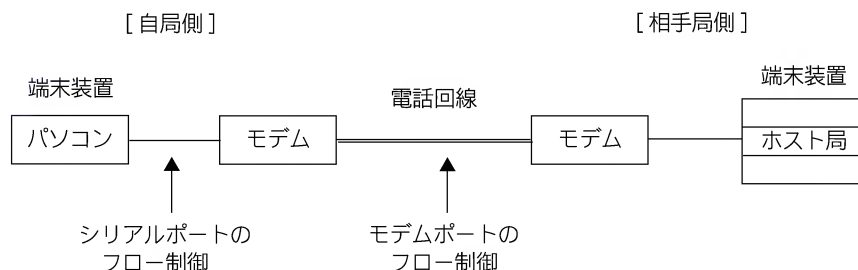 [ 自局側 ]
[ 相手局側 ]
端末装置
端末装置
電話回線
パソコン
モデム
モデム
ホスト局
シリアルポートの
フロー制御
モデムポートの
フロー制御